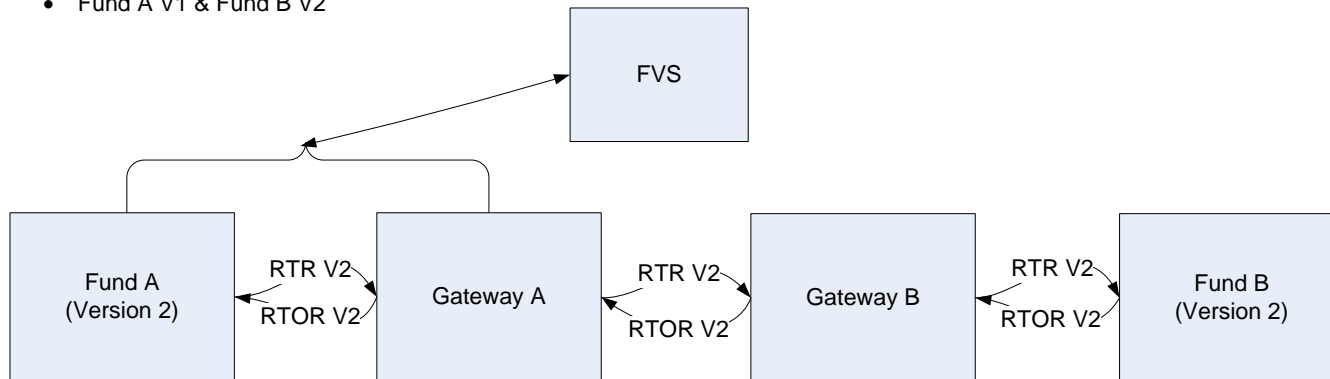 • Fund A V1 & Fund B V2
FVS
Fund A
(Version 2)
RTR V2
RTOR V2
Gateway A
RTR V2
RTOR V2
Gateway B
RTR V2
RTOR V2
Fund B
(Version 2)